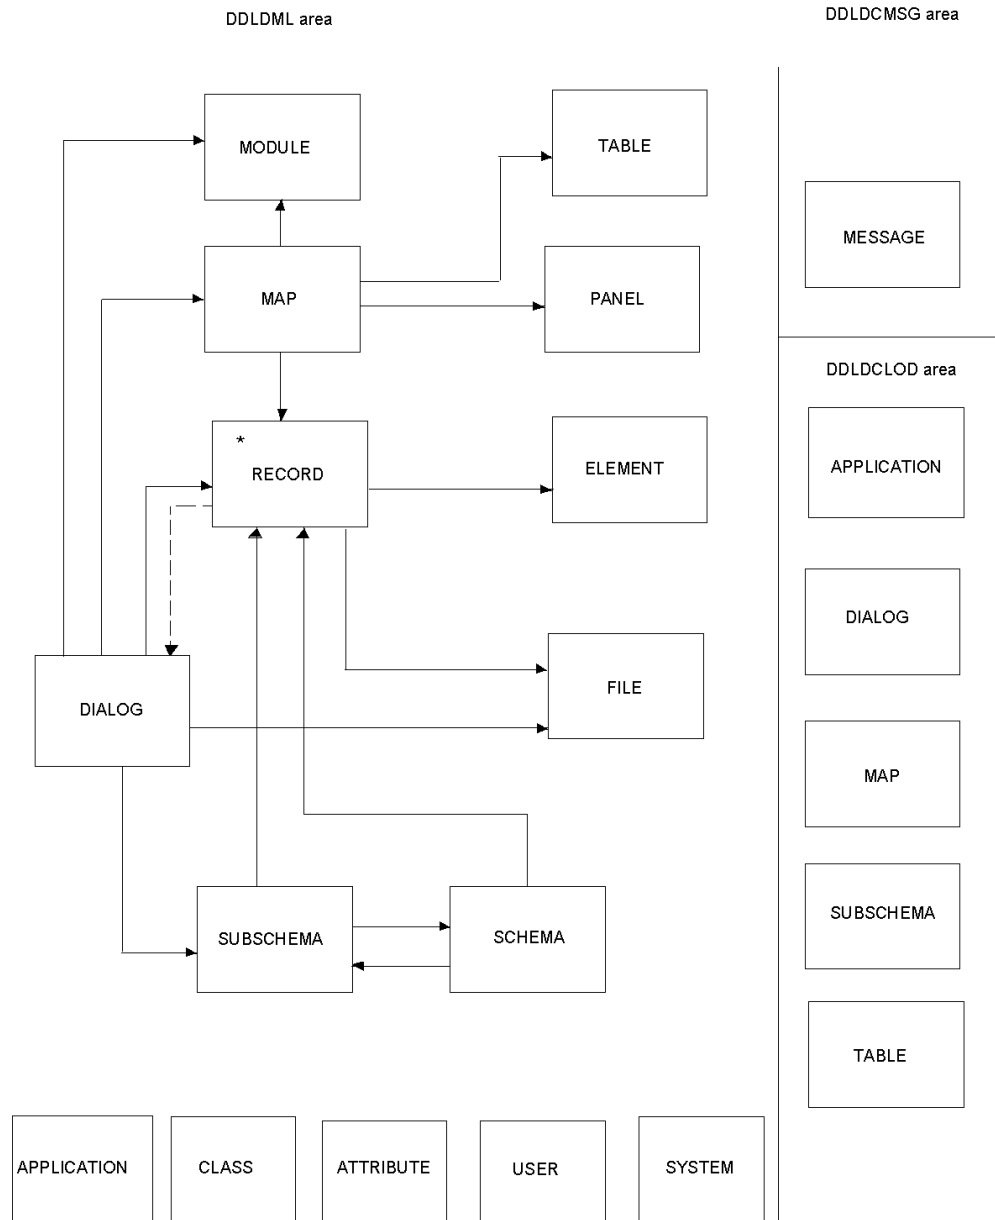 DDLDML area
DDLDCMSG area
MODULE
TABLE
MESSAGE
MAP
PANEL
DDLDCLOD area
*
RECORD
ELEMENT
APPLICATION
DIALOG
FILE
DIALOG
MAP
SUBSCHEMA
SCHEMA
SUBSCHEMA
TABLE
APPLICATION
CLASS
ATTRIBUTE
USER
SYSTEM